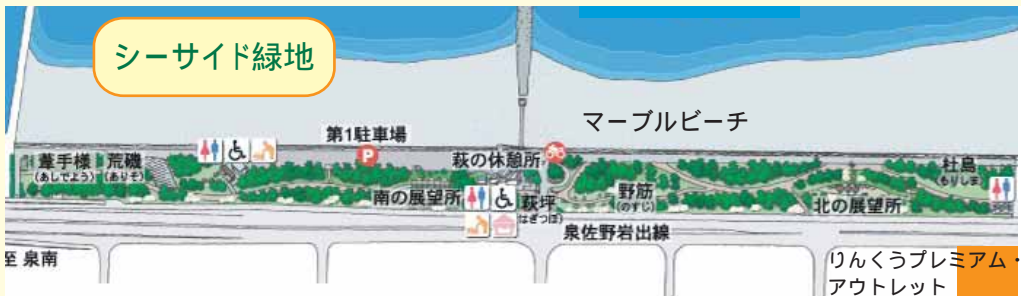 シーサイド緑地
マーブルビーチ
第1駐車場
P
萩の休憩所
葦手様
(あしでよう)
荒磯
(ありそ)
杜島
(もりしま)
南の展望所
萩坪
(はぎつぼ)
野筋
(のすじ)
北の展望所
泉佐野岩出線
至 泉南
りんくうプレミアム・
アウトレット